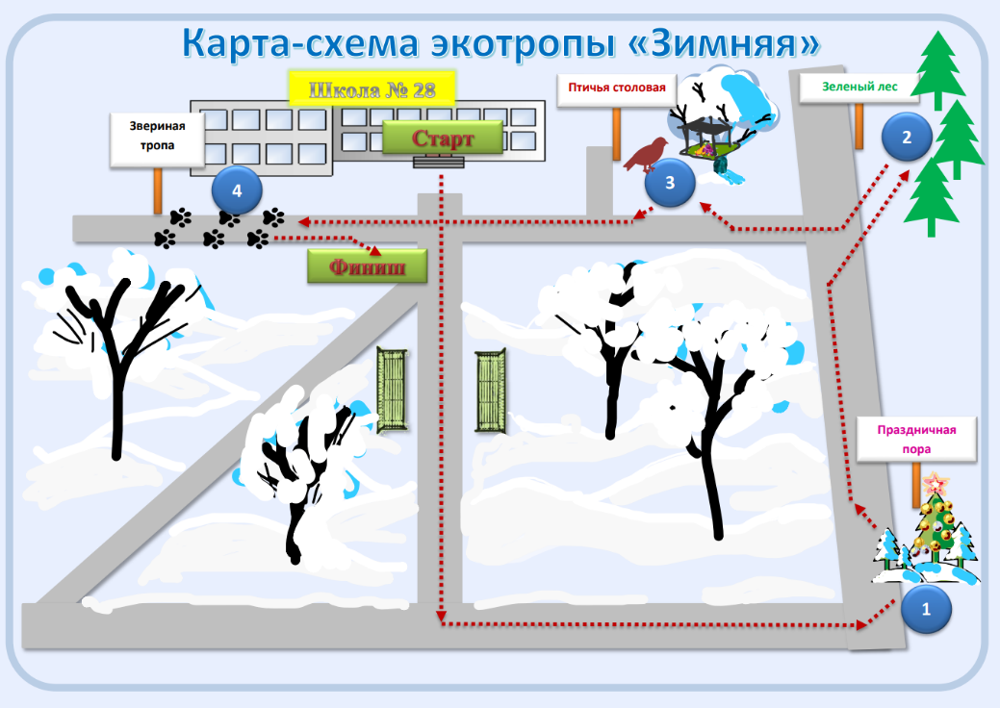 Карта-схема экотропы «Зимняя»
Школа № 28
Птичья столовая
Зеленый лес
Звериная
тропа
Старт
2
3
4
Финиш
Праздничная
пора
1